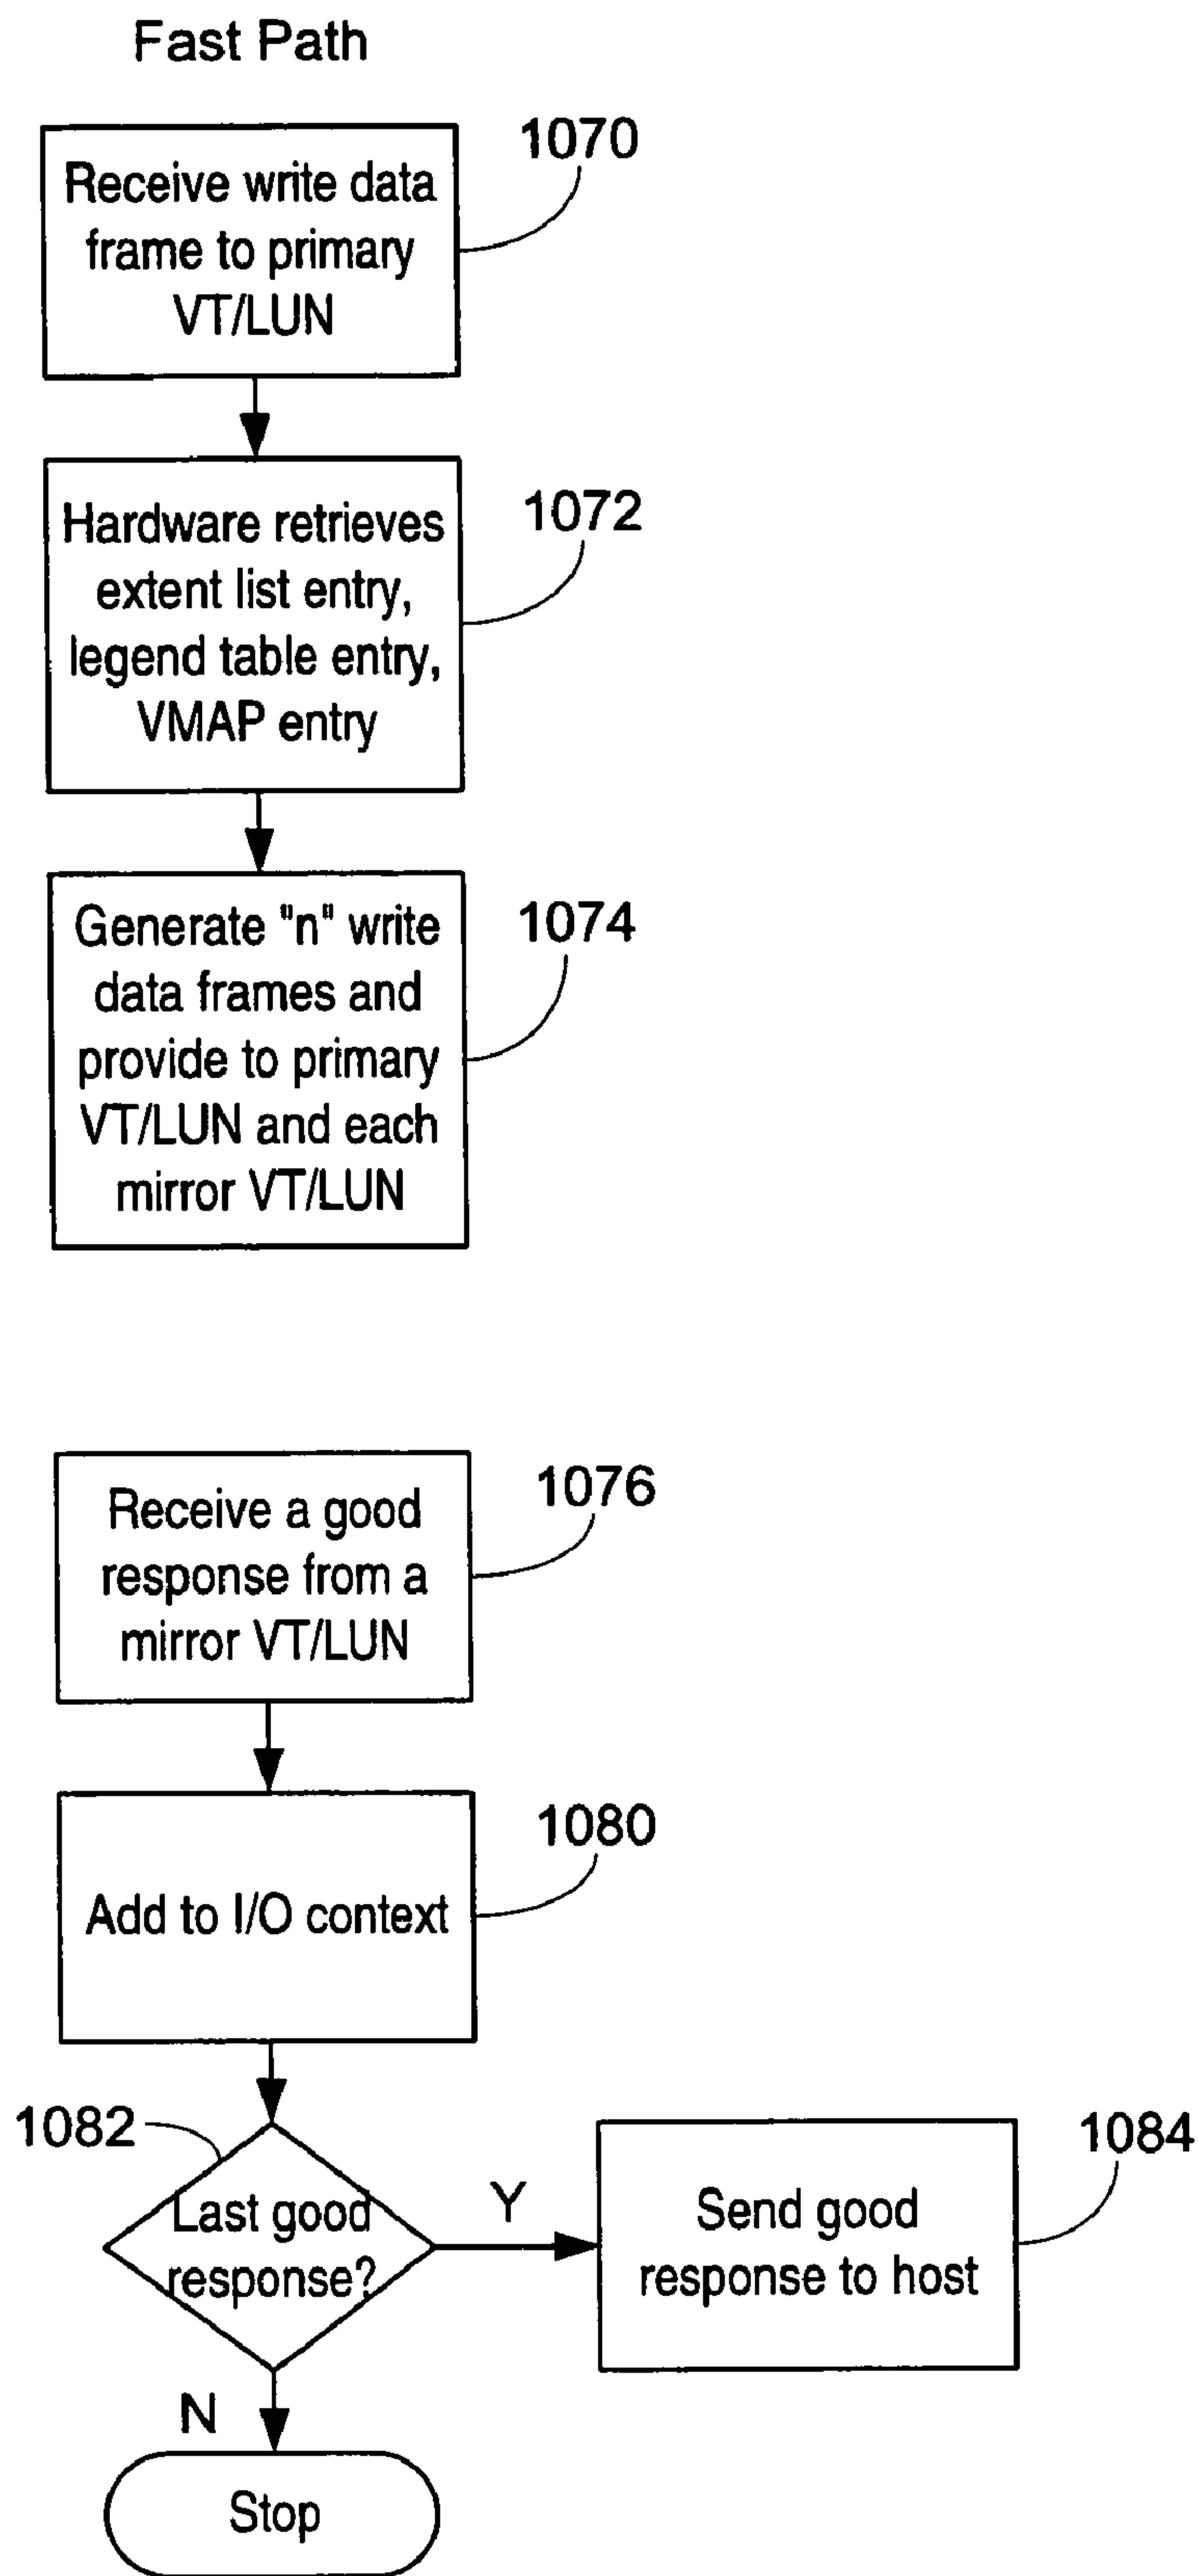 Fast Path
1070
Receive write data
frame to primary
VT/LUN
1072
Hardware retrieves
extent list entry,
legend table entry,
VMAP entry
1074
Generate "n" write
data frames and
provide to primary
VT/LUN and each
mirror VT/LUN
1076
Receive a good
response from a
mirror VT/LUN
1080
Add to I/O context
1082
Last good
response?
Y
1084
Send good
response to host
N
Stop